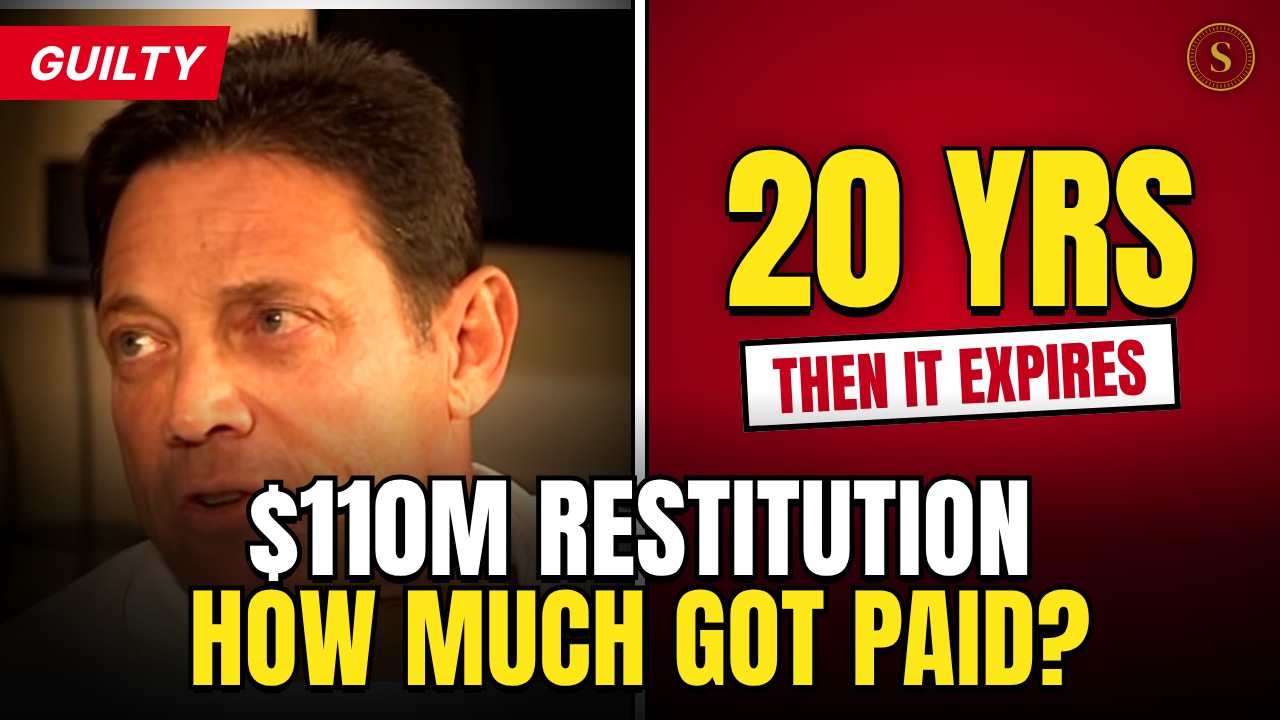 GUILTY
S
20 YRS
THEN IT EXPIRES
$110M RESTITUTION
HOW MUCH GOT PAID?